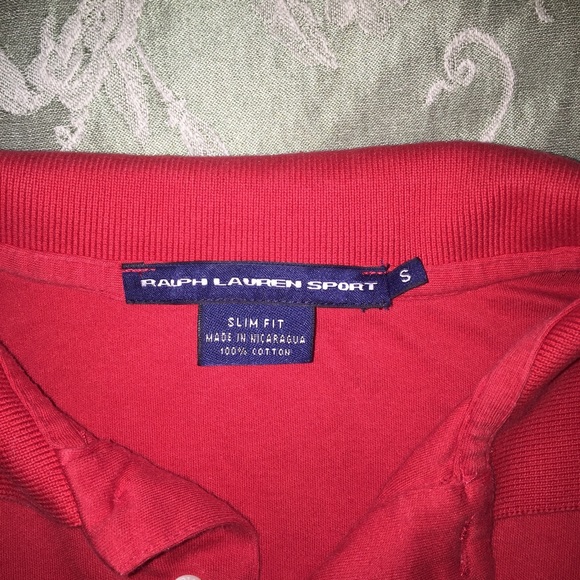 RALPH LAUREN SPORT
S
SLIM FIT
MADE IN NICARAGUA
100% COTTON